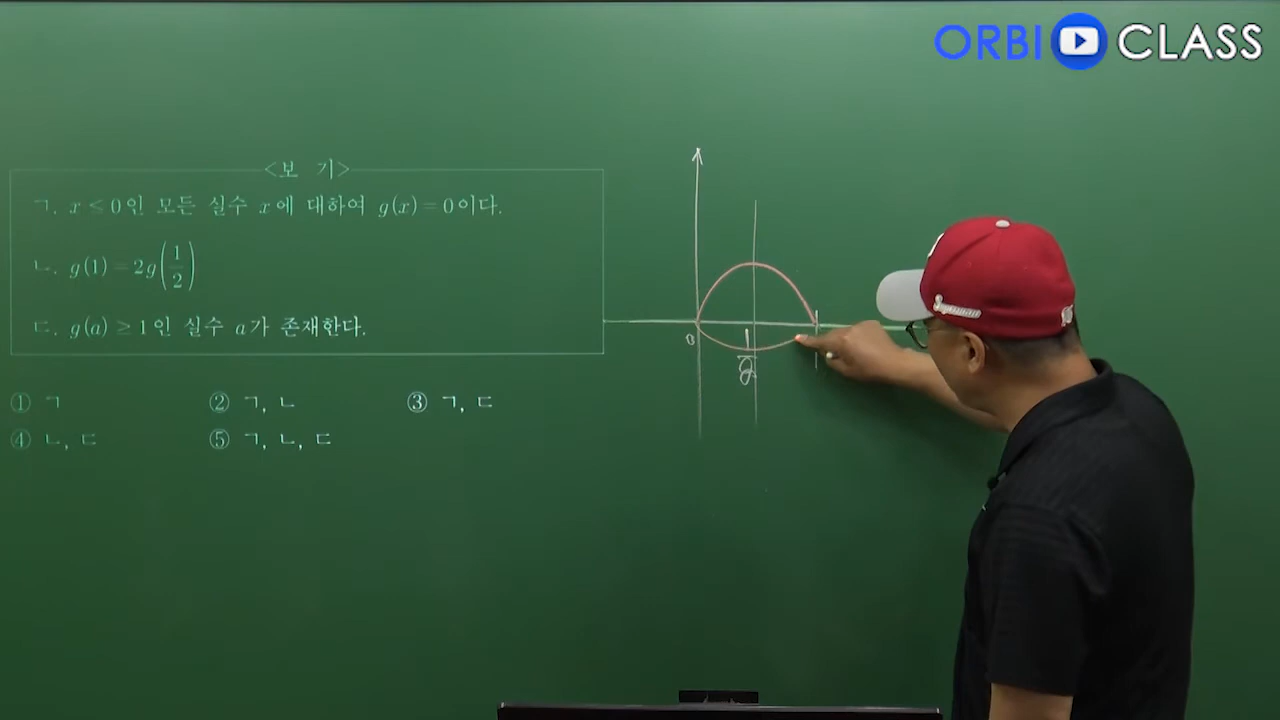 ORBI CLASS
<보 기>
ㄱ. x ≤ 0인 모든 실수 x에 대하여 g(x) = 0이다.
ㄴ. g(1) = 2g(1/2)
ㄷ. g(a) ≥ 1인 실수 a가 존재한다.
① ㄱ ② ㄱ, ㄴ ③ ㄱ, ㄷ
④ ㄴ, ㄷ ⑤ ㄱ, ㄴ, ㄷ
0
1/2